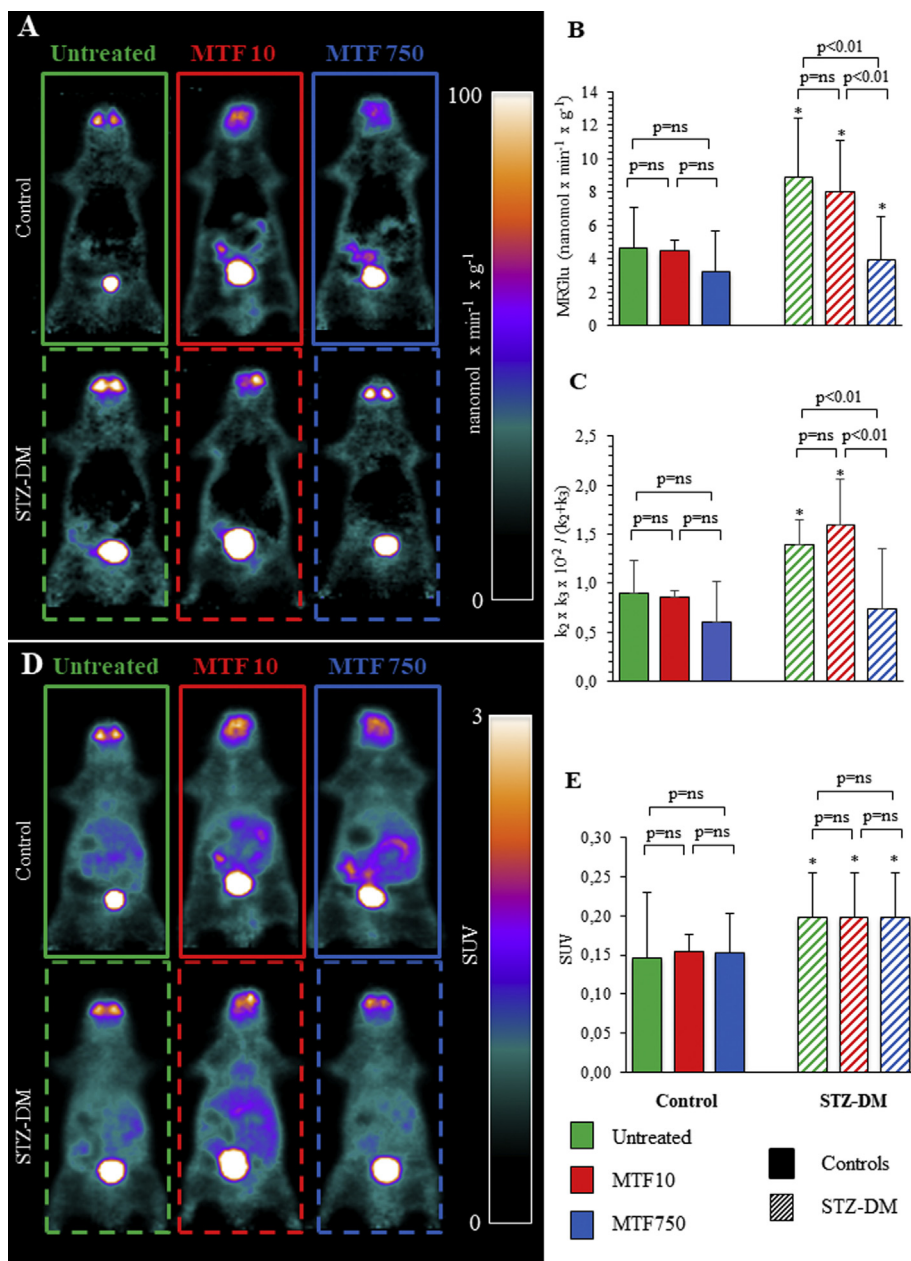 A
Untreated MTF 10 MTF 750
Control
STZ-DM
100
nanomol x min-1 x g-1
0
B
MRGlu (nanomol x min-1 x g-1)
14
12
10
8
6
4
2
0
p=ns
p=ns p=ns
p<0.01
p=ns p<0.01
* * *
C
k2 x k3 x 10-2 / (k2+k3)
2,5
2,0
1,5
1,0
0,5
0,0
p=ns
p=ns p=ns
p<0.01
p=ns p<0.01
* *
D
Untreated MTF 10 MTF 750
Control
STZ-DM
3
SUV
0
E
SUV
0,30
0,25
0,20
0,15
0,10
0,05
0,00
p=ns
p=ns p=ns
p=ns
p=ns p=ns
* * *
Control STZ-DM
Untreated
MTF10
MTF750
Controls
STZ-DM